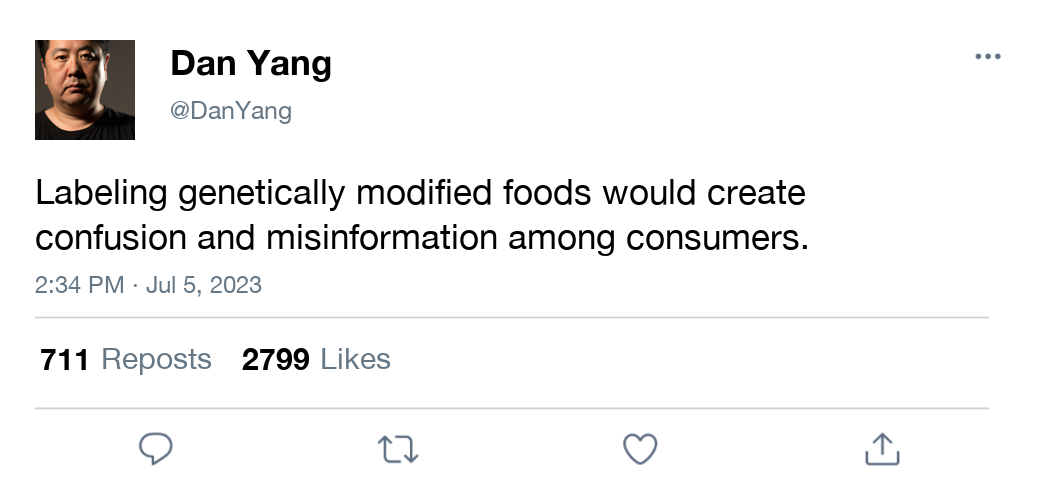 Dan Yang
@DanYang
Labeling genetically modified foods would create
confusion and misinformation among consumers.
2:34 PM · Jul 5, 2023
711 Reposts 2799 Likes